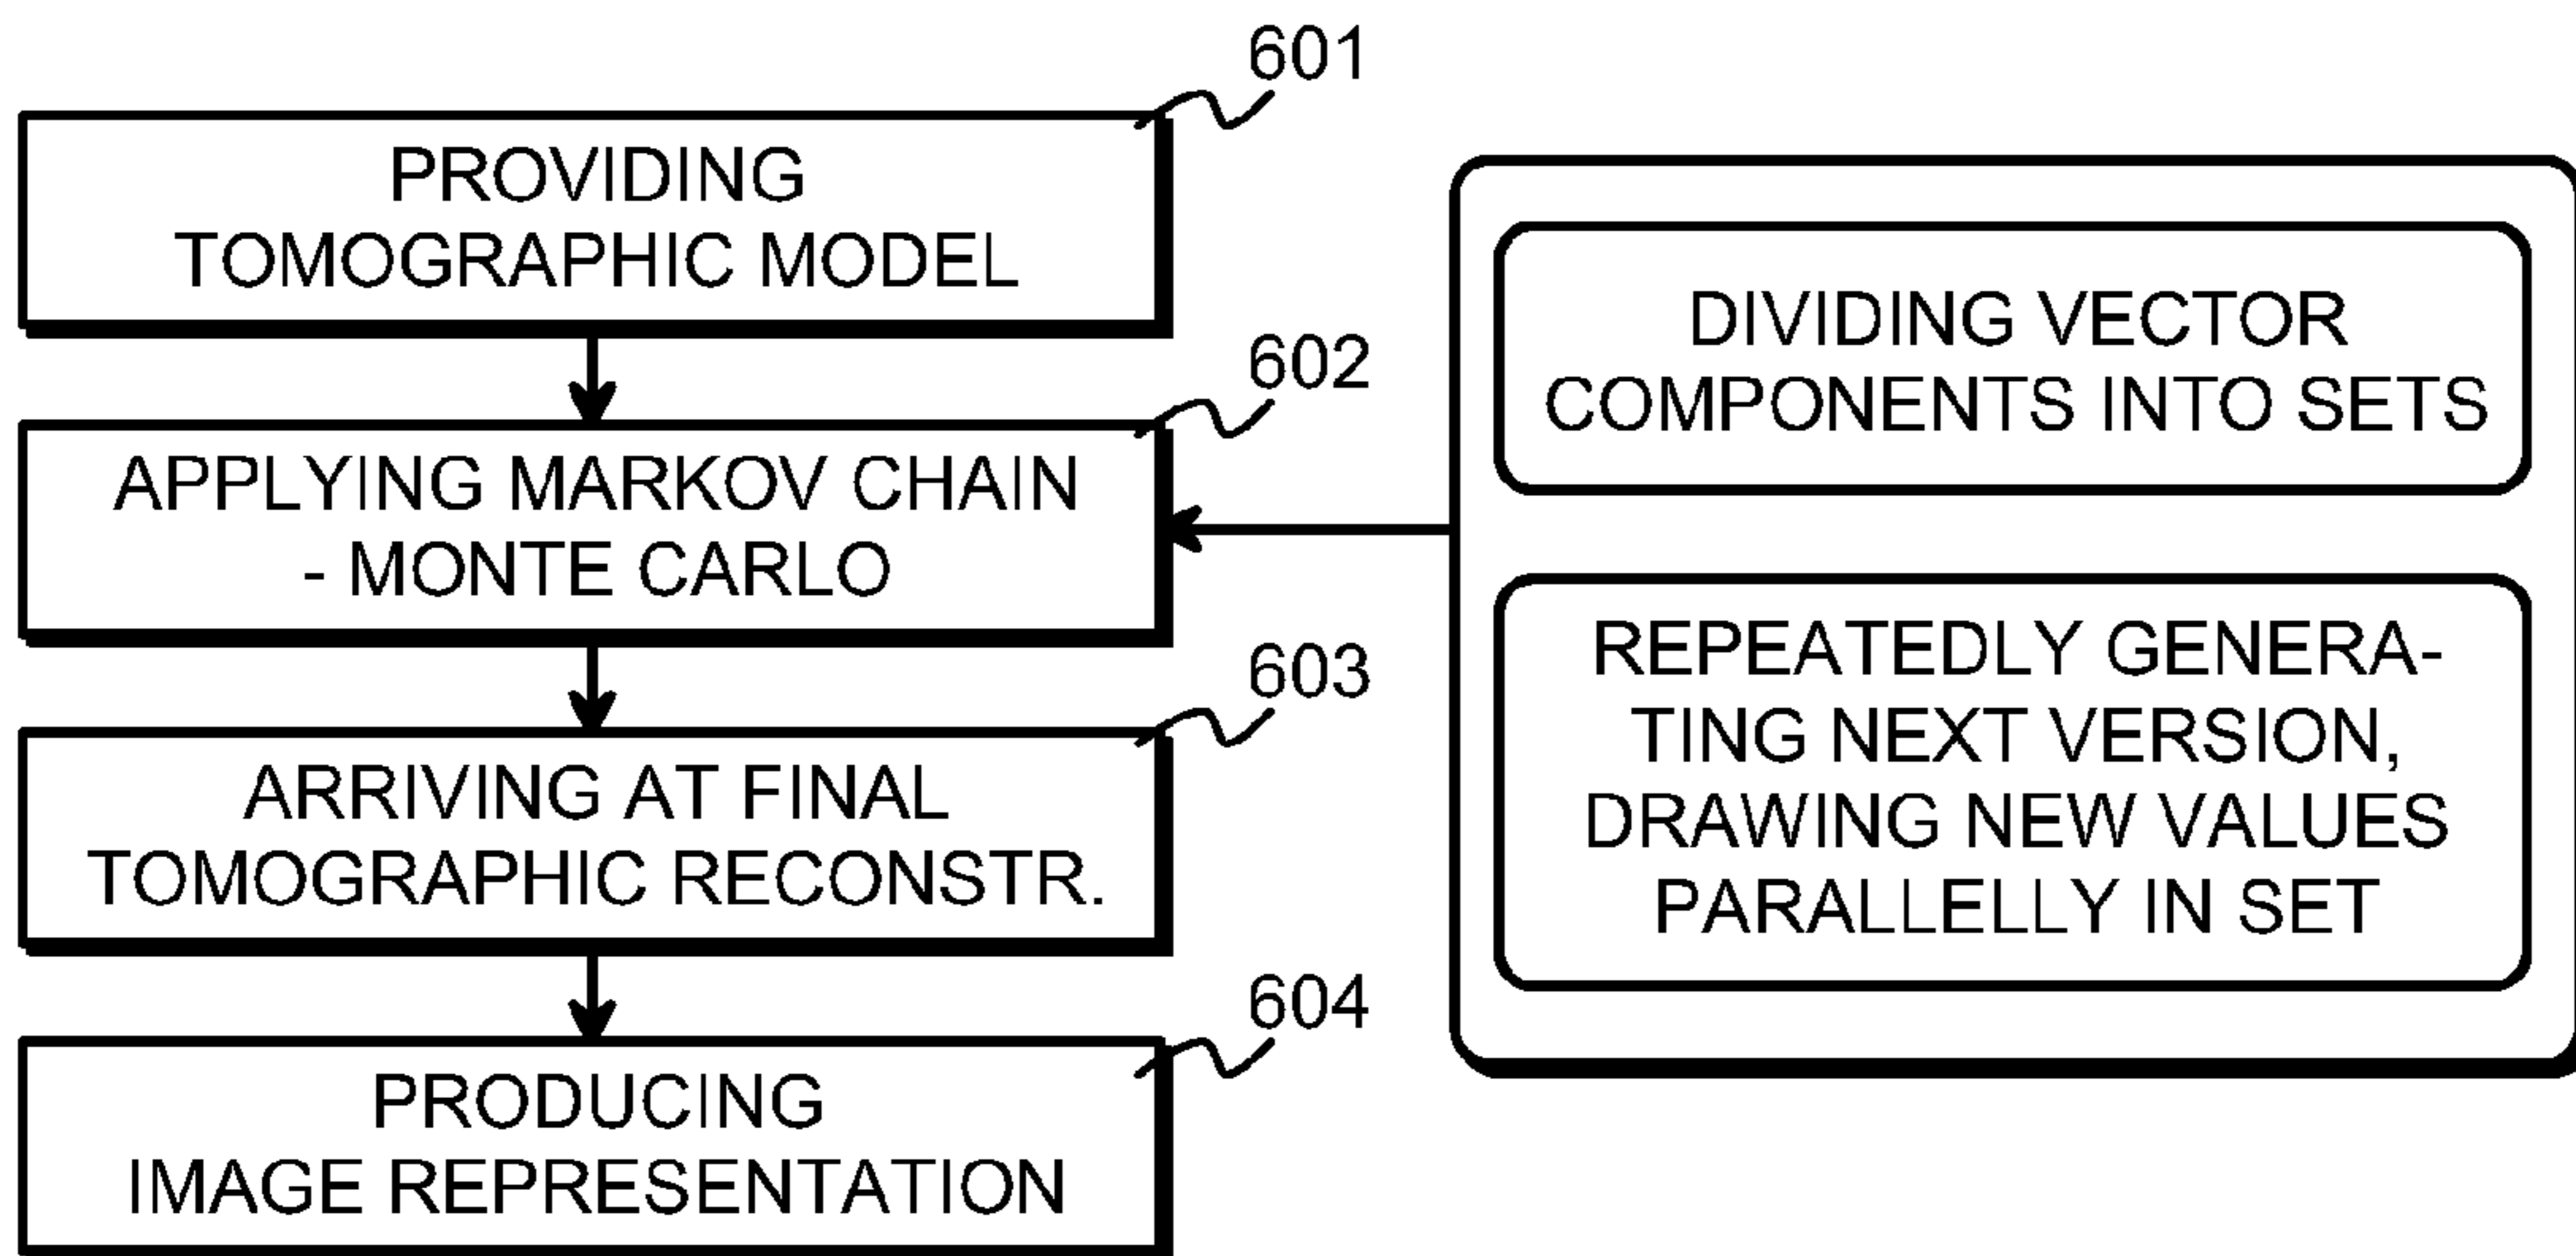 601
PROVIDING
TOMOGRAPHIC MODEL
602
APPLYING MARKOV CHAIN
- MONTE CARLO
603
ARRIVING AT FINAL
TOMOGRAPHIC RECONSTR.
604
PRODUCING
IMAGE REPRESENTATION
DIVIDING VECTOR
COMPONENTS INTO SETS
REPEATEDLY GENERA-
TING NEXT VERSION,
DRAWING NEW VALUES
PARALLELLY IN SET